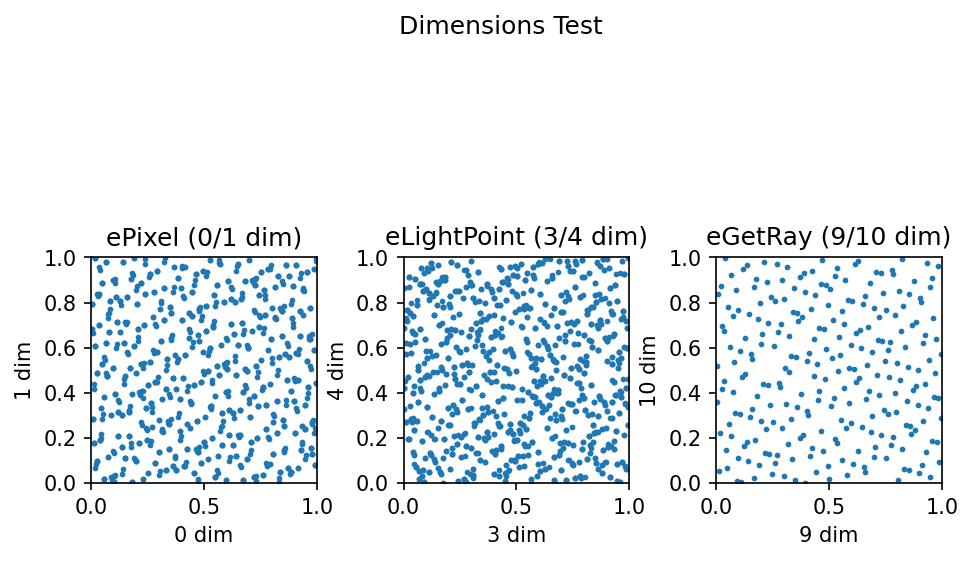 Dimensions Test
ePixel (0/1 dim)
1.0
0.8
0.6
0.4
0.2
0.0
1 dim
0.0 0.5 1.0
0 dim
eLightPoint (3/4 dim)
1.0
0.8
0.6
0.4
0.2
0.0
4 dim
0.0 0.5 1.0
3 dim
eGetRay (9/10 dim)
1.0
0.8
0.6
0.4
0.2
0.0
10 dim
0.0 0.5 1.0
9 dim